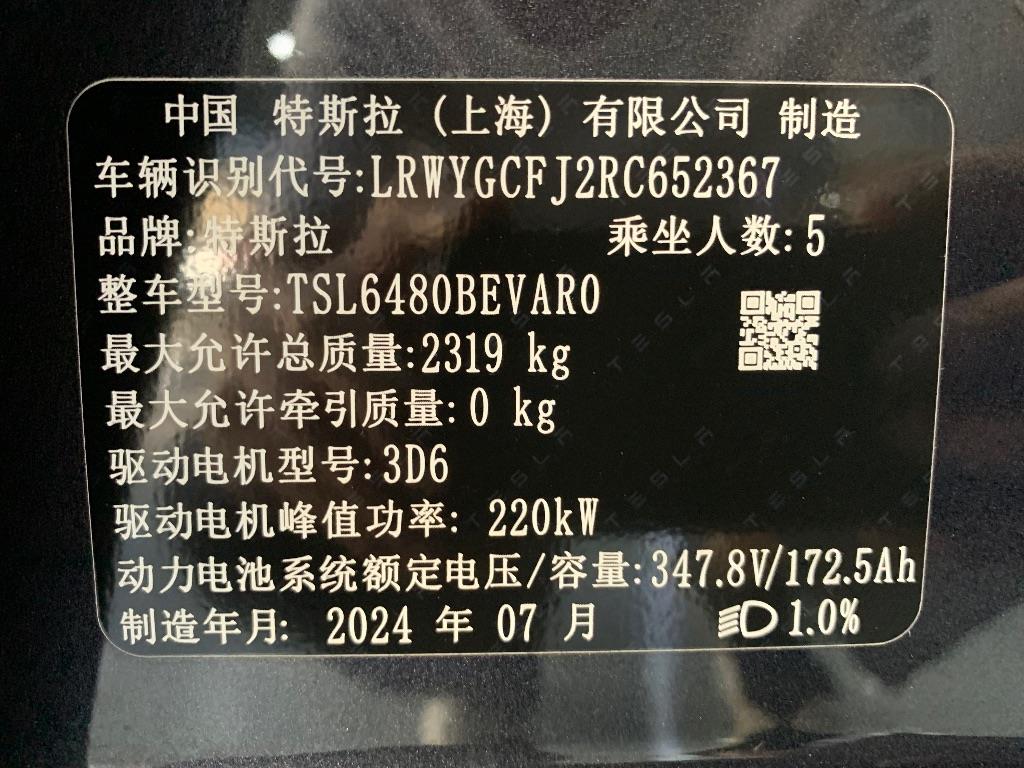 中国 特斯拉(上海)有限公司 制造
车辆识别代号:LRWYGCFJ2RC652367
品牌:特斯拉 乘坐人数:5
整车型号:TSL6480BEVAR0
最大允许总质量:2319 kg
最大允许牵引质量:0 kg
驱动电机型号:3D6
驱动电机峰值功率: 220kW
动力电池系统额定电压/容量:347.8V/172.5Ah
制造年月: 2024 年 07 月 1.0%
TESLA